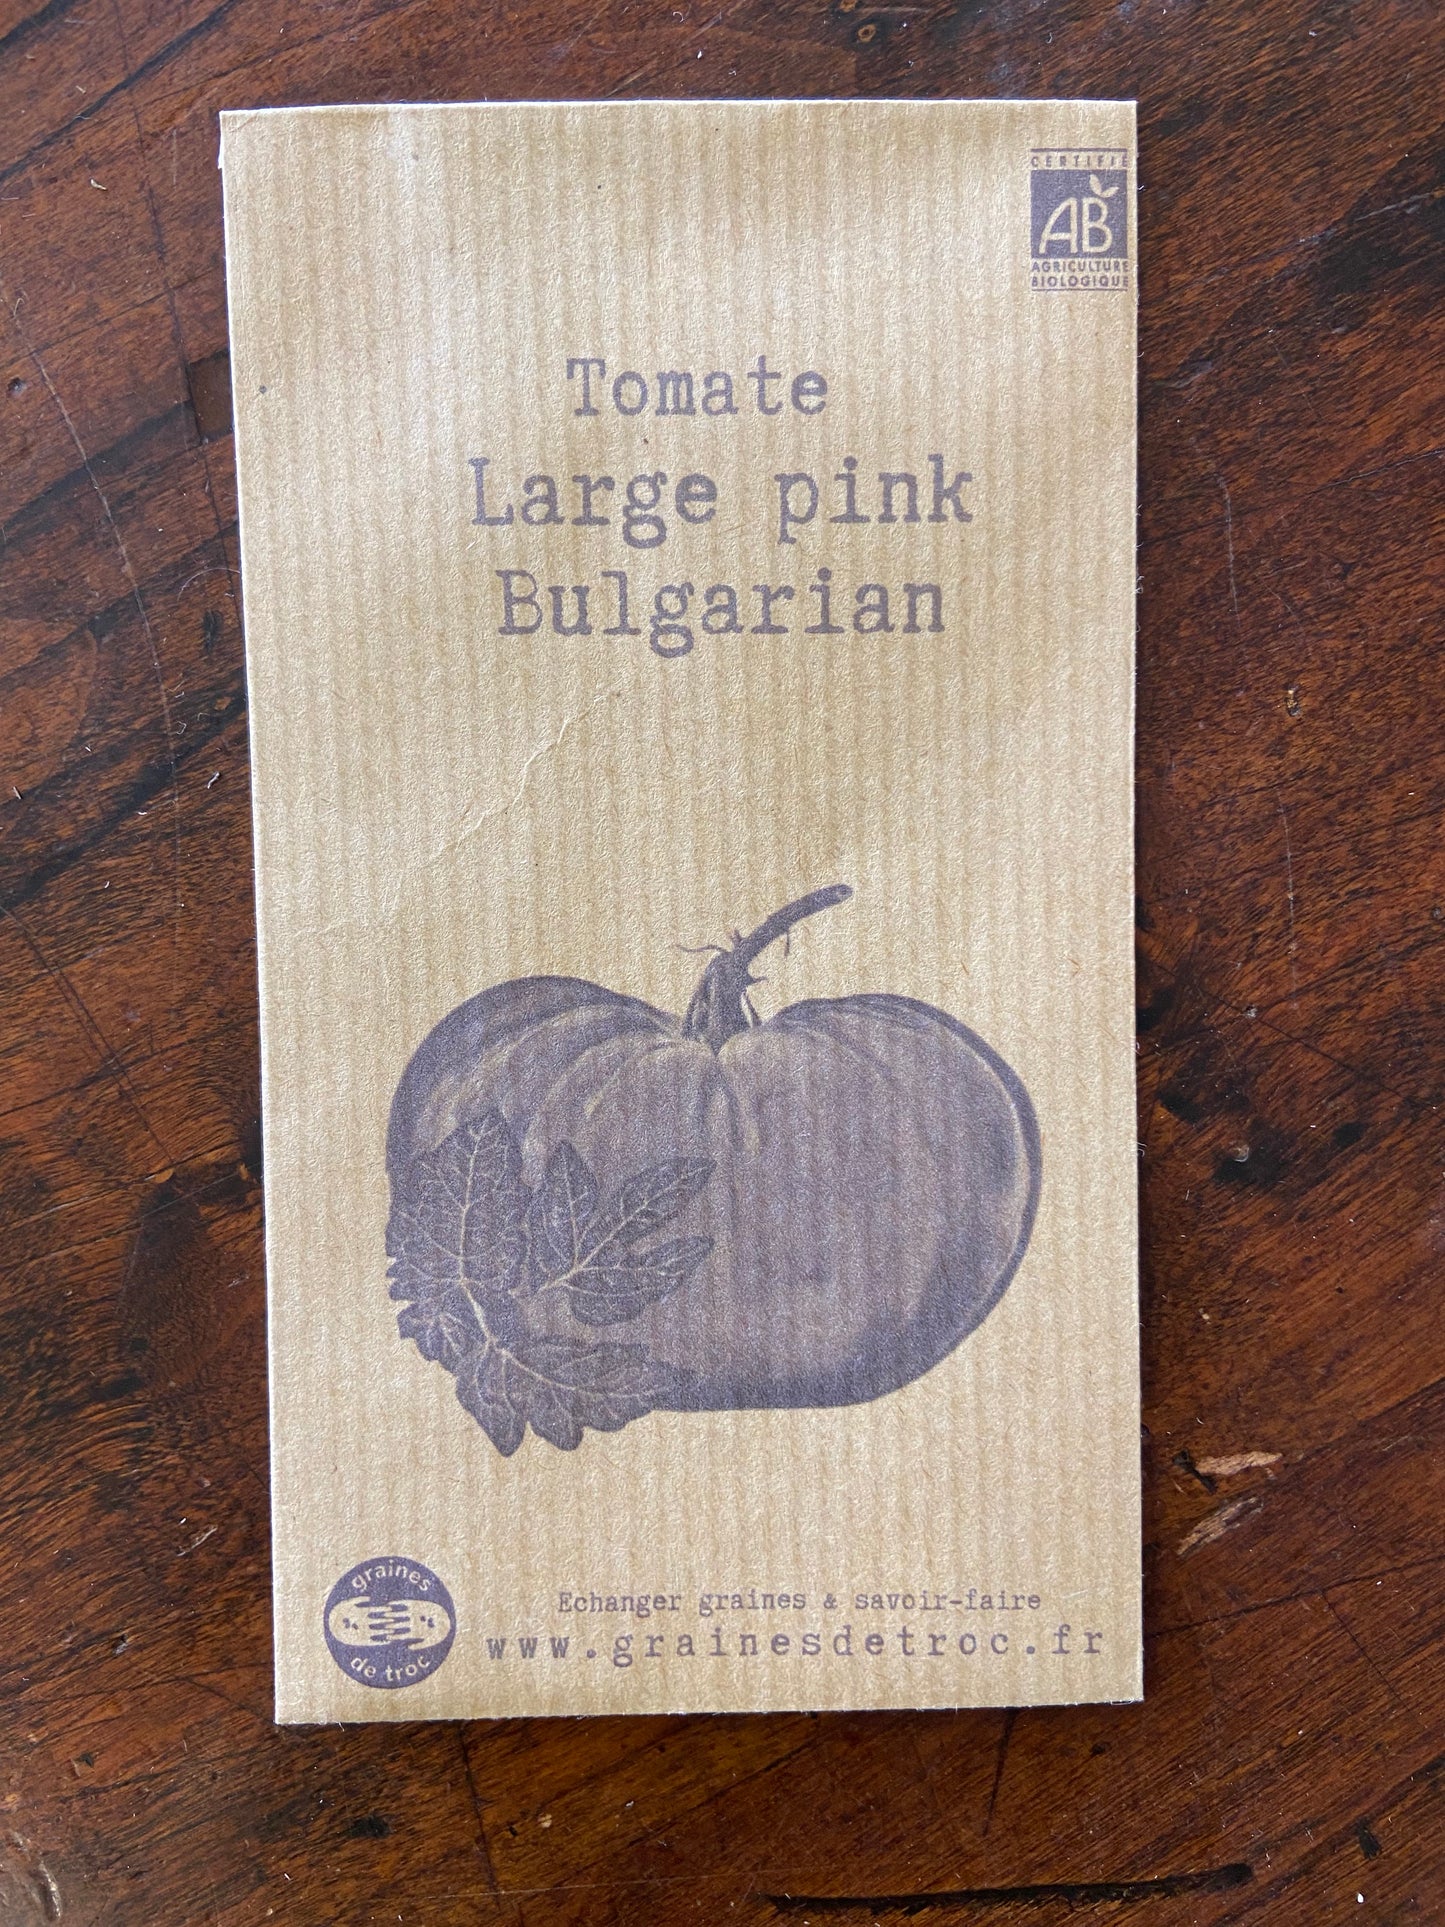 CERTIFIÉ
AB
AGRICULTURE
BIOLOGIQUE
Tomate
Large pink
Bulgarian
graines
de troc
Echanger graines & savoir-faire
www.grainesdetroc.fr